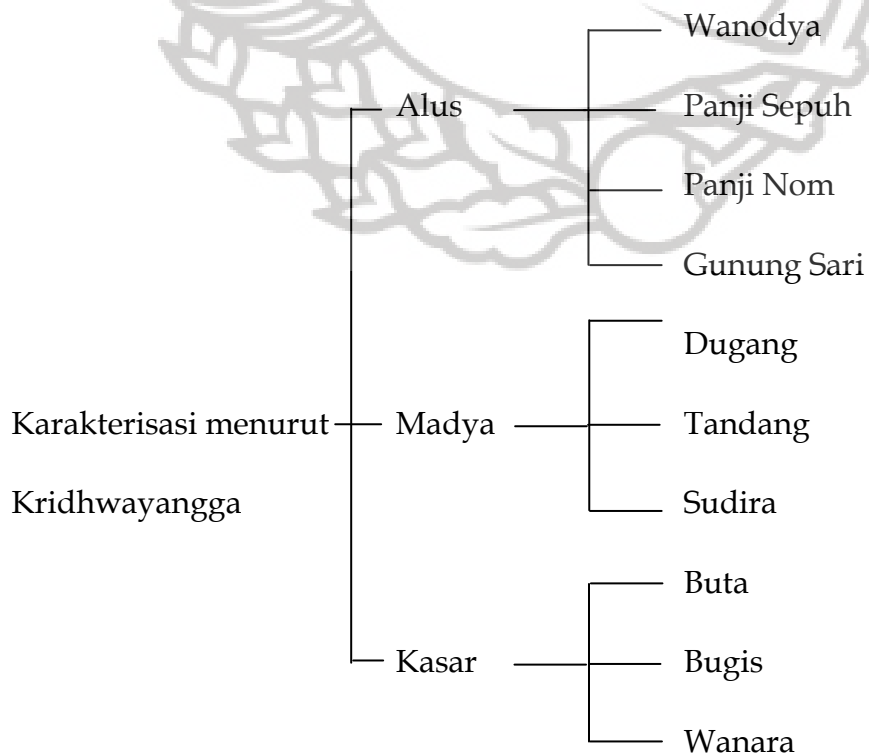 Karakterisasi menurut
Kridhwayangga
Alus
Wanodya
Panji Sepuh
Panji Nom
Gunung Sari
Madya
Dugang
Tandang
Sudira
Kasar
Buta
Bugis
Wanara